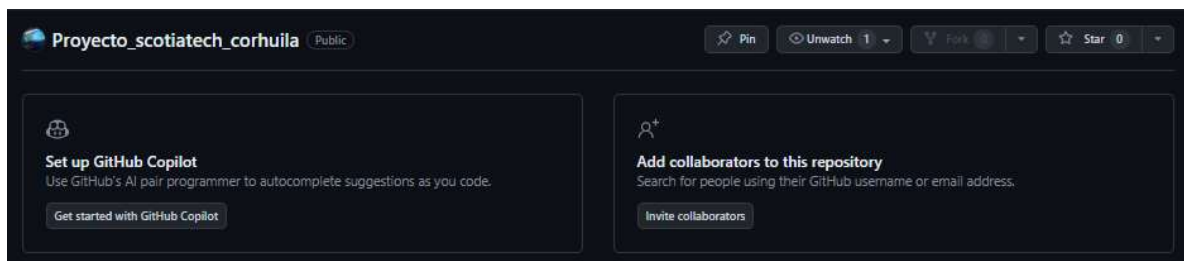 Proyecto_scotiatech_corhuila Public Pin Unwatch 1 Fork Star 0
Set up GitHub Copilot
Use GitHub's AI pair programmer to autocomplete suggestions as you code.
Get started with GitHub Copilot
Add collaborators to this repository
Search for people using their GitHub username or email address.
Invite collaborators